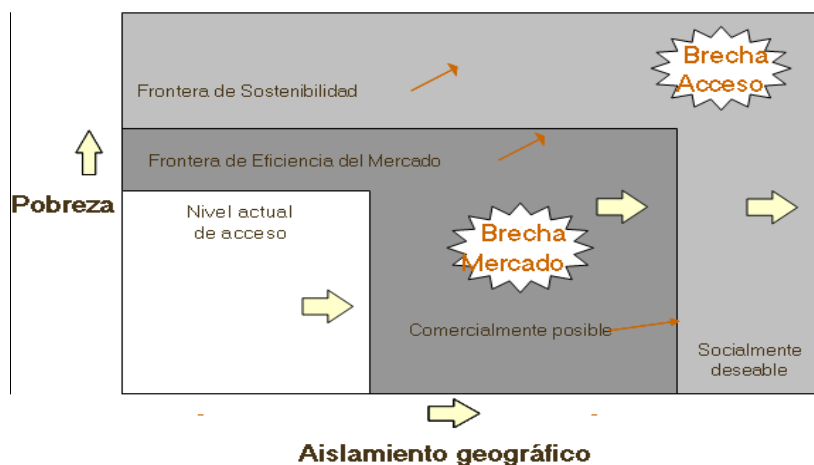 Brecha
Acceso
Frontera de Sostenibilidad
Frontera de Eficiencia del Mercado
Pobreza
Nivel actual
de acceso
Brecha
Mercado
Comercialmente posible
Socialmente
deseable
Aislamiento geográfico